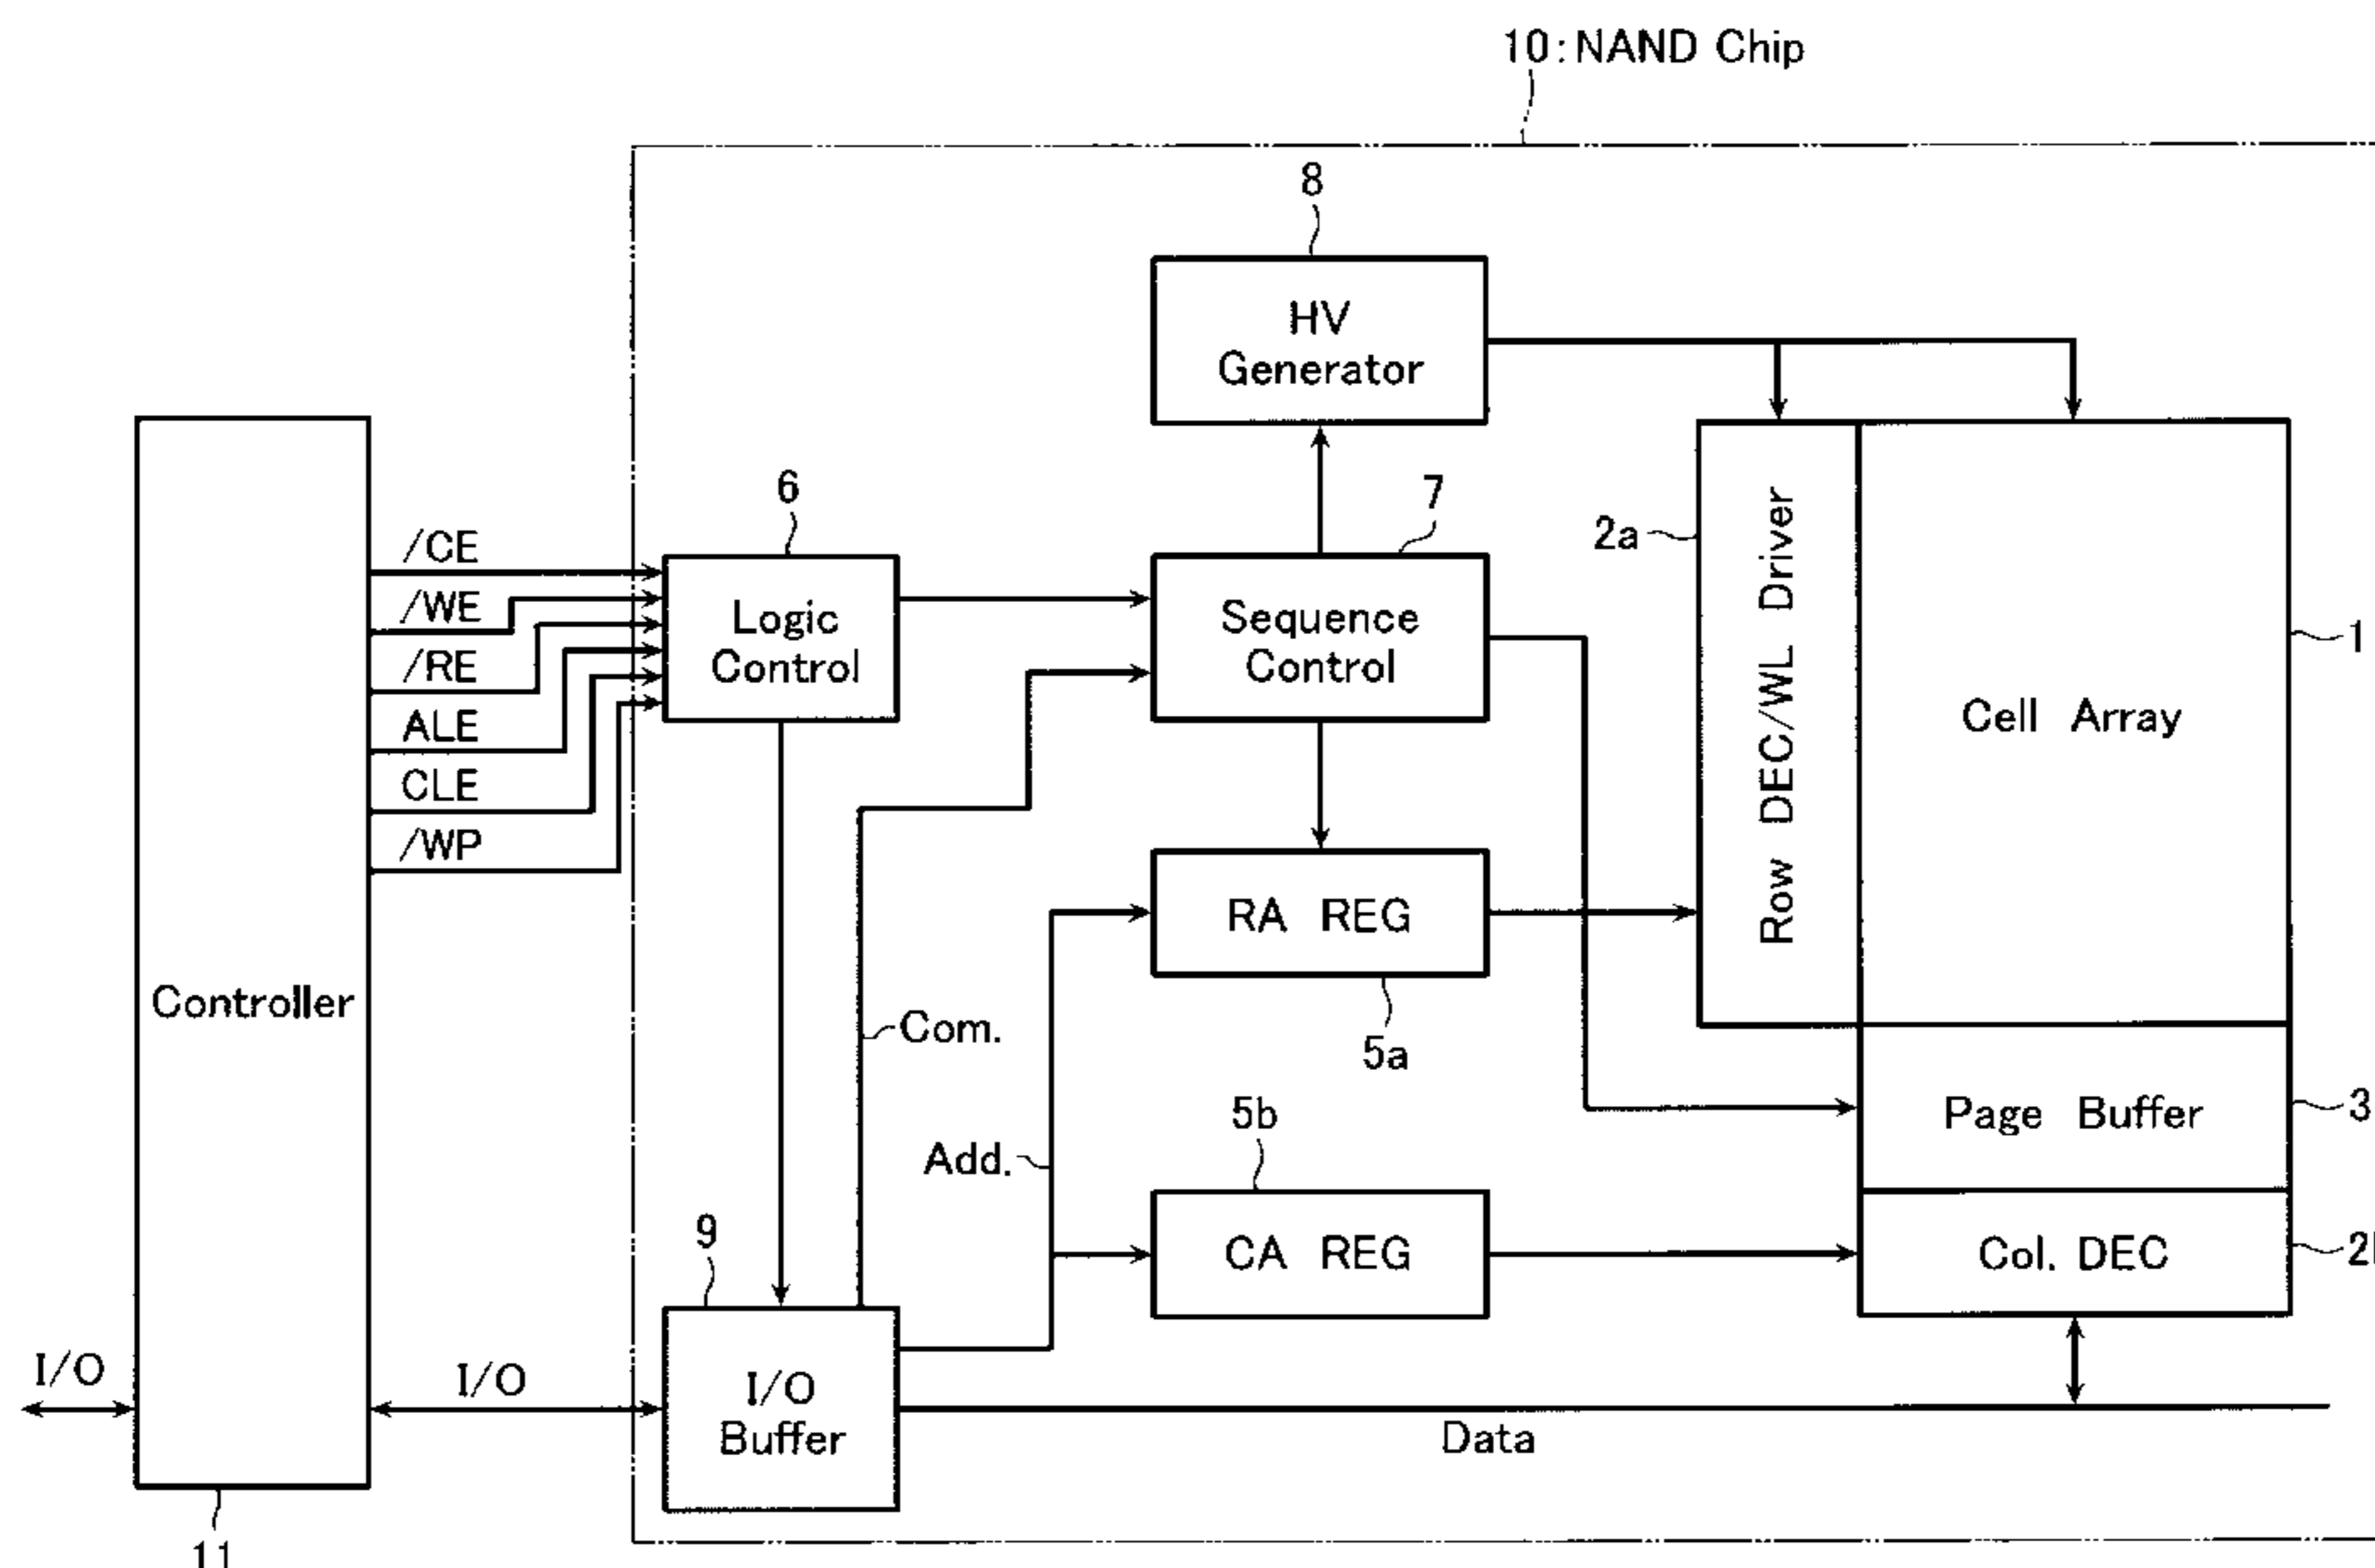 10:NAND Chip
8
HV
Generator
6
7
2a
/CE
/WE
/RE
ALE
CLE
/WP
Logic
Control
Sequence
Control
Row DEC/WL Driver
Cell Array
1
Controller
RA REG
5a
Com.
Page Buffer
3
5b
Add.
CA REG
Col. DEC
9
I/O
I/O
I/O
Buffer
Data
11